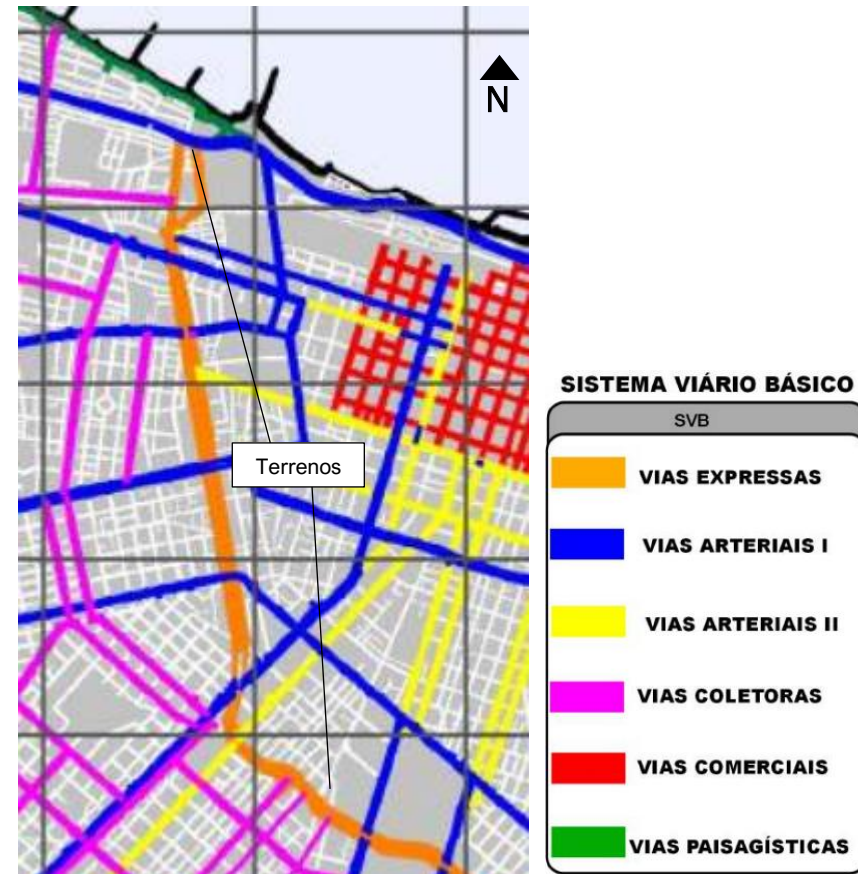 N
Terrenos
SISTEMA VIÁRIO BÁSICO
SVB
VIAS EXPRESSAS
VIAS ARTERIAIS I
VIAS ARTERIAIS II
VIAS COLETORAS
VIAS COMERCIAIS
VIAS PAISAGÍSTICAS